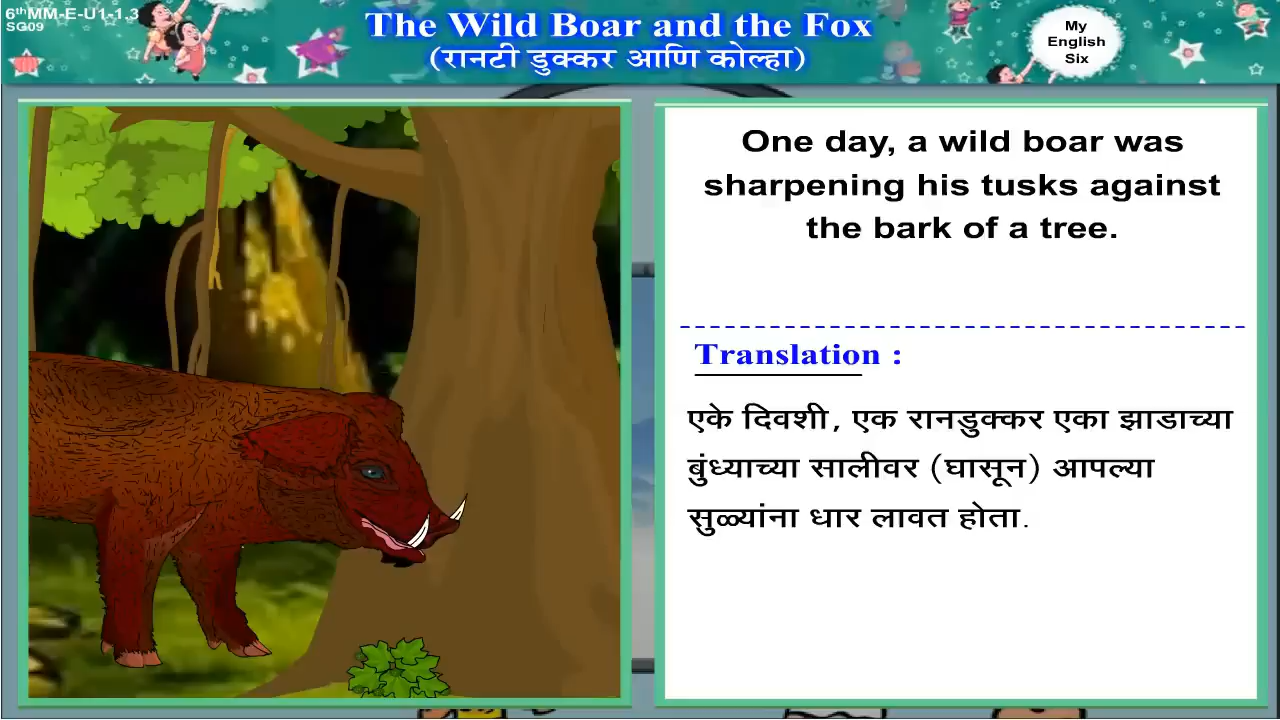 6thMM-E-U1-1.3
SG09
The Wild Boar and the Fox
(रानटी डुक्कर आणि कोल्हा)
My
English
Six
One day, a wild boar was
sharpening his tusks against
the bark of a tree.
Translation :
एके दिवशी, एक रानडुक्कर एका झाडाच्या
बुंध्याच्या सालीवर (घासून) आपल्या
सुळ्यांना धार लावत होता.